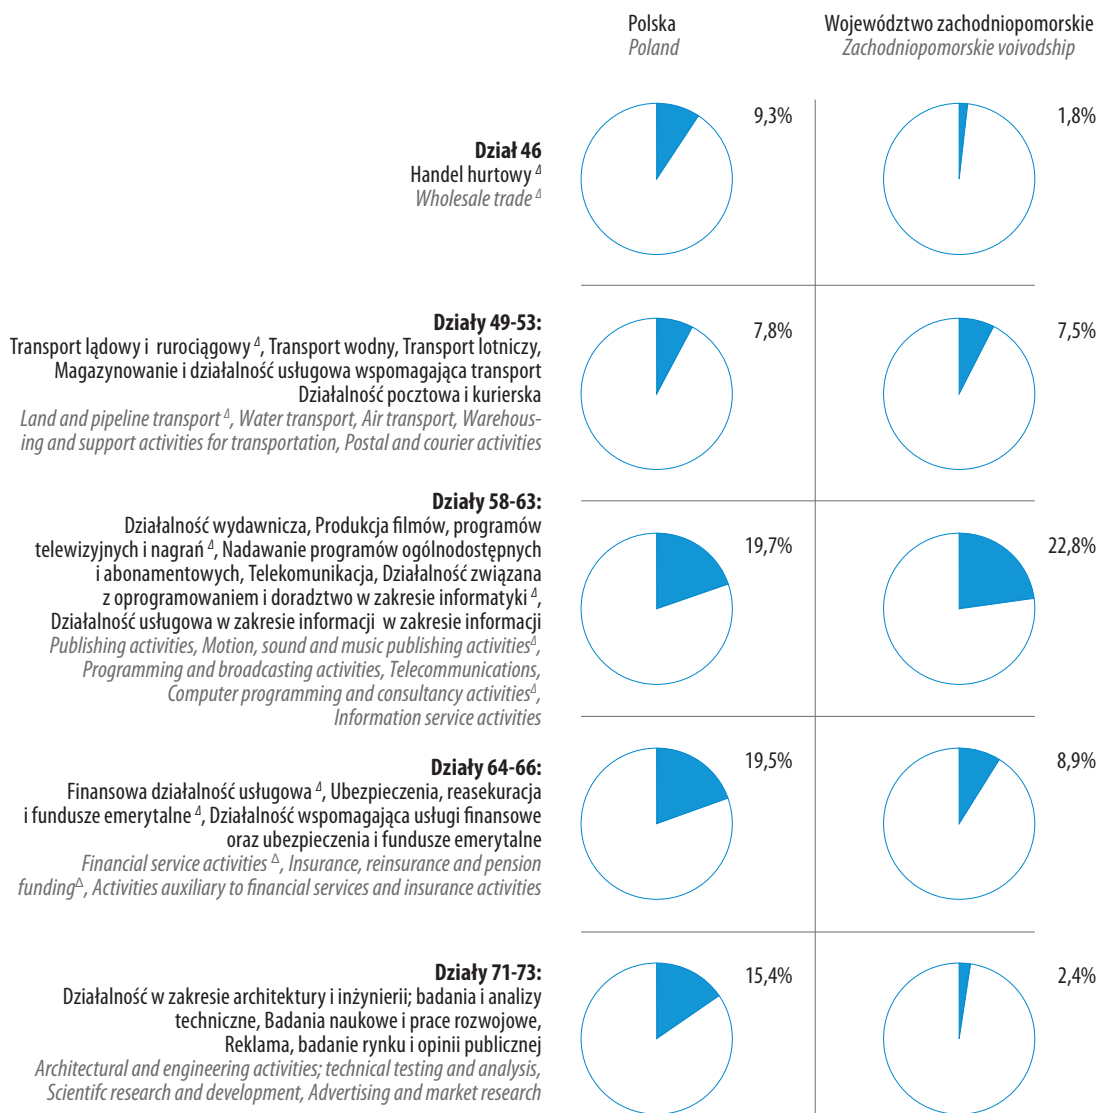 Polska
Poland
Województwo zachodniopomorskie
Zachodniopomorskie voivodship
Dział 46
Handel hurtowy Δ
Wholesale trade Δ
9,3%
1,8%
Działy 49-53:
Transport lądowy i rurociągowy Δ, Transport wodny, Transport lotniczy,
Magazynowanie i działalność usługowa wspomagająca transport
Działalność pocztowa i kurierska
Land and pipeline transport Δ, Water transport, Air transport, Warehous-
ing and support activities for transportation, Postal and courier activities
7,8%
7,5%
Działy 58-63:
Działalność wydawnicza, Produkcja filmów, programów
telewizyjnych i nagrań Δ, Nadawanie programów ogólnodostępnych
i abonamentowych, Telekomunikacja, Działalność związana
z oprogramowaniem i doradztwo w zakresie informatyki Δ,
Działalność usługowa w zakresie informacji w zakresie informacji
Publishing activities, Motion, sound and music publishing activitiesΔ,
Programming and broadcasting activities, Telecommunications,
Computer programming and consultancy activitiesΔ,
Information service activities
19,7%
22,8%
Działy 64-66:
Finansowa działalność usługowa Δ, Ubezpieczenia, reasekuracja
i fundusze emerytalne Δ, Działalność wspomagająca usługi finansowe
oraz ubezpieczenia i fundusze emerytalne
Financial service activities Δ, Insurance, reinsurance and pension
fundingΔ, Activities auxiliary to financial services and insurance activities
19,5%
8,9%
Działy 71-73:
Działalność w zakresie architektury i inżynierii; badania i analizy
techniczne, Badania naukowe i prace rozwojowe,
Reklama, badanie rynku i opinii publicznej
Architectural and engineering activities; technical testing and analysis,
Scientifc research and development, Advertising and market research
15,4%
2,4%